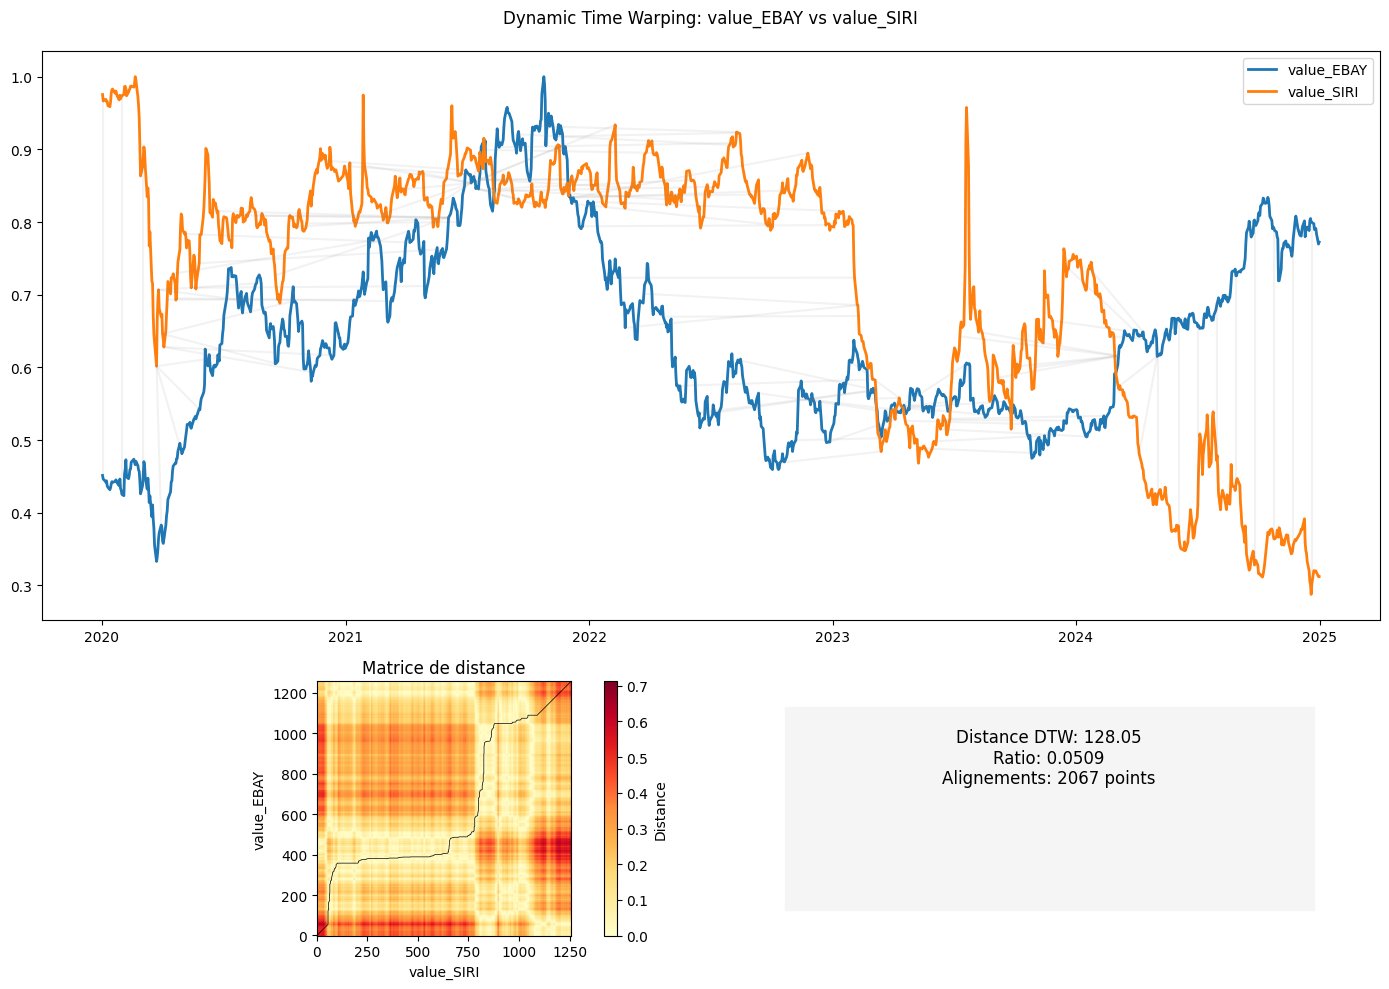 Dynamic Time Warping: value_EBAY vs value_SIRI
value_EBAY
value_SIRI
1.0
0.9
0.8
0.7
0.6
0.5
0.4
0.3
2020 2021 2022 2023 2024 2025
Matrice de distance
value_EBAY
1200
1000
800
600
400
200
0
0 250 500 750 1000 1250
value_SIRI
0.7
0.6
0.5
0.4
0.3
0.2
0.1
0.0
Distance
Distance DTW: 128.05
Ratio: 0.0509
Alignements: 2067 points